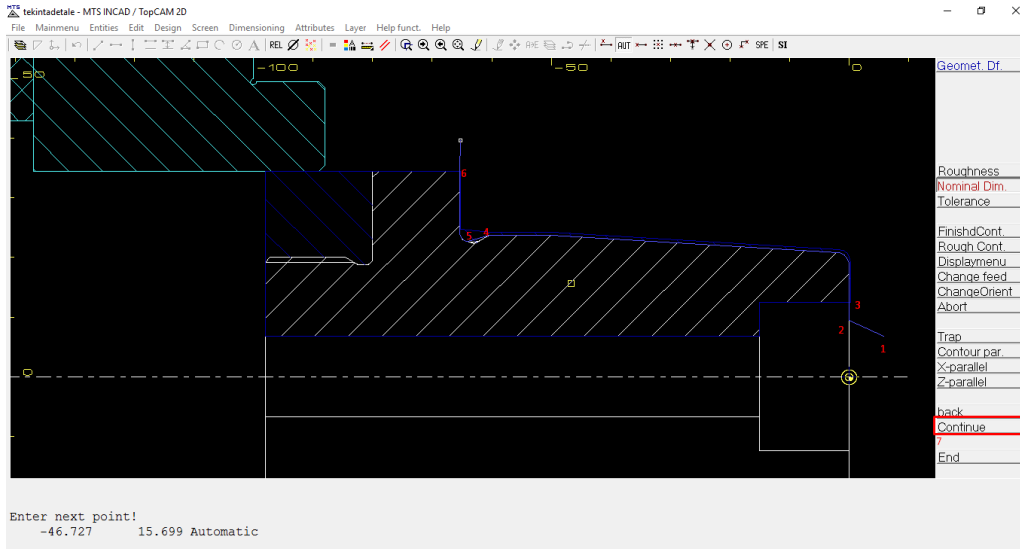 MTS
tekintadetale - MTS INCAD / TopCAM 2D
File Mainmenu Entities Edit Design Screen Dimensioning Attributes Layer Help funct. Help
REL AUT SPE SI
-100 -50 0
50
Geomet. Df.
6
Roughness
Nominal Dim.
Tolerance
5 4
FinishdCont.
Rough Cont.
Displaymenu
Change feed
ChangeOrient
3
Abort
2
1
Trap
Contour par.
X-parallel
0
Z-parallel
back
Continue
7
End
Enter next point!
-46.727 15.699 Automatic